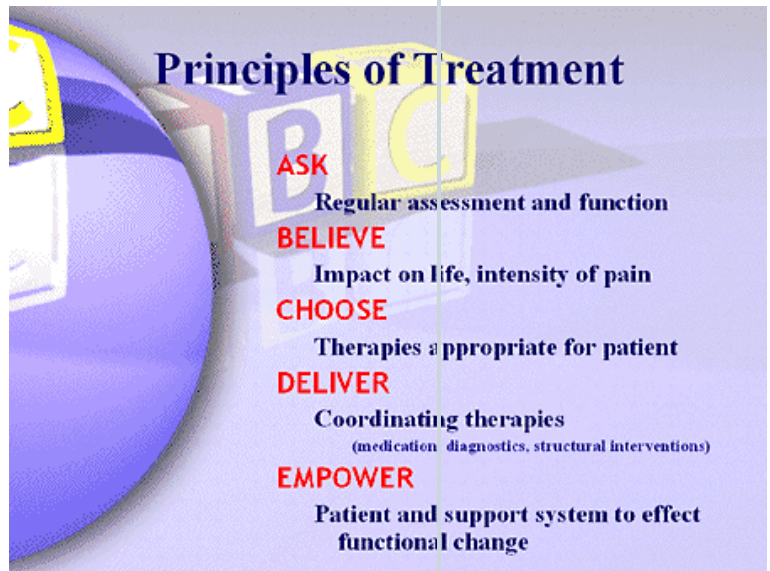 Principles of Treatment
ASK
Regular assessment and function
BELIEVE
Impact on life, intensity of pain
CHOOSE
Therapies appropriate for patient
DELIVER
Coordinating therapies
(medication, diagnostics, structural interventions)
EMPOWER
Patient and support system to effect
functional change
B
C
C